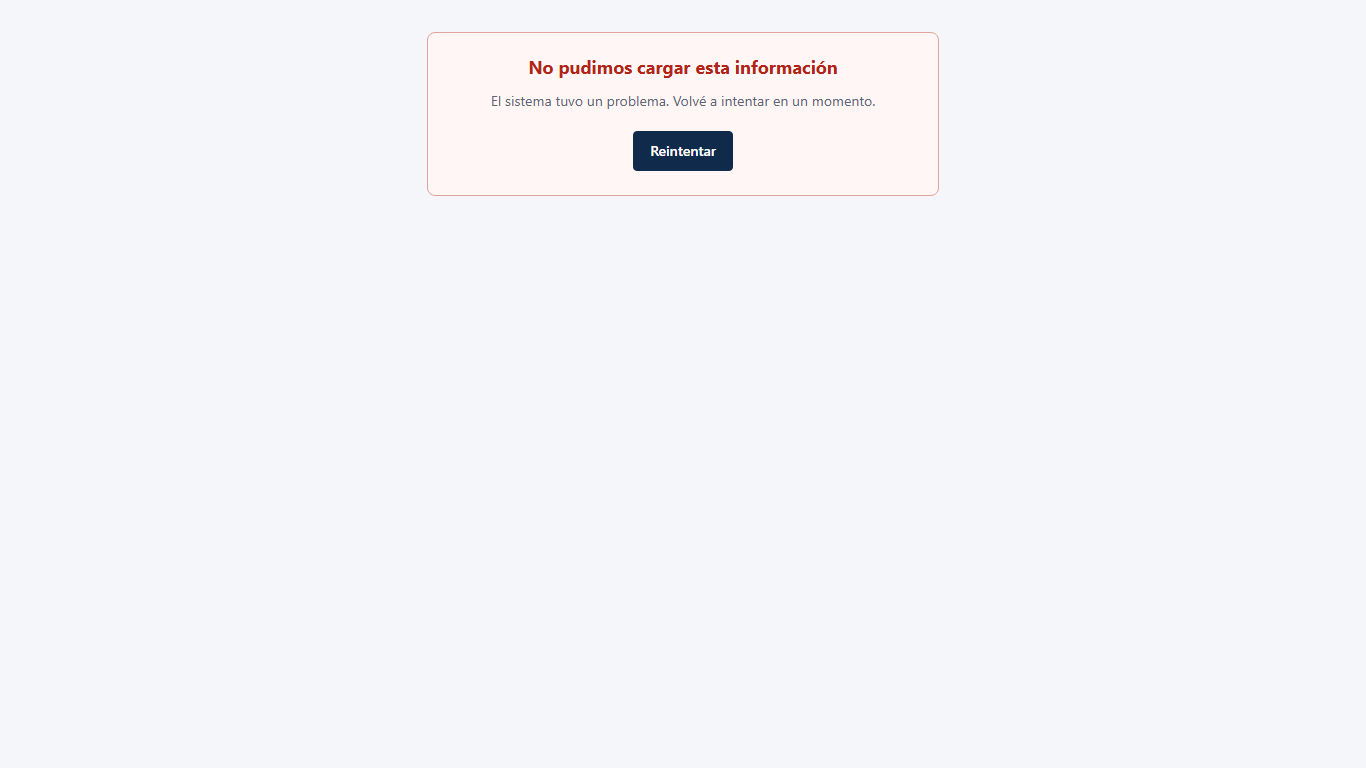 No pudimos cargar esta información
El sistema tuvo un problema. Volvé a intentar en un momento.
Reintentar